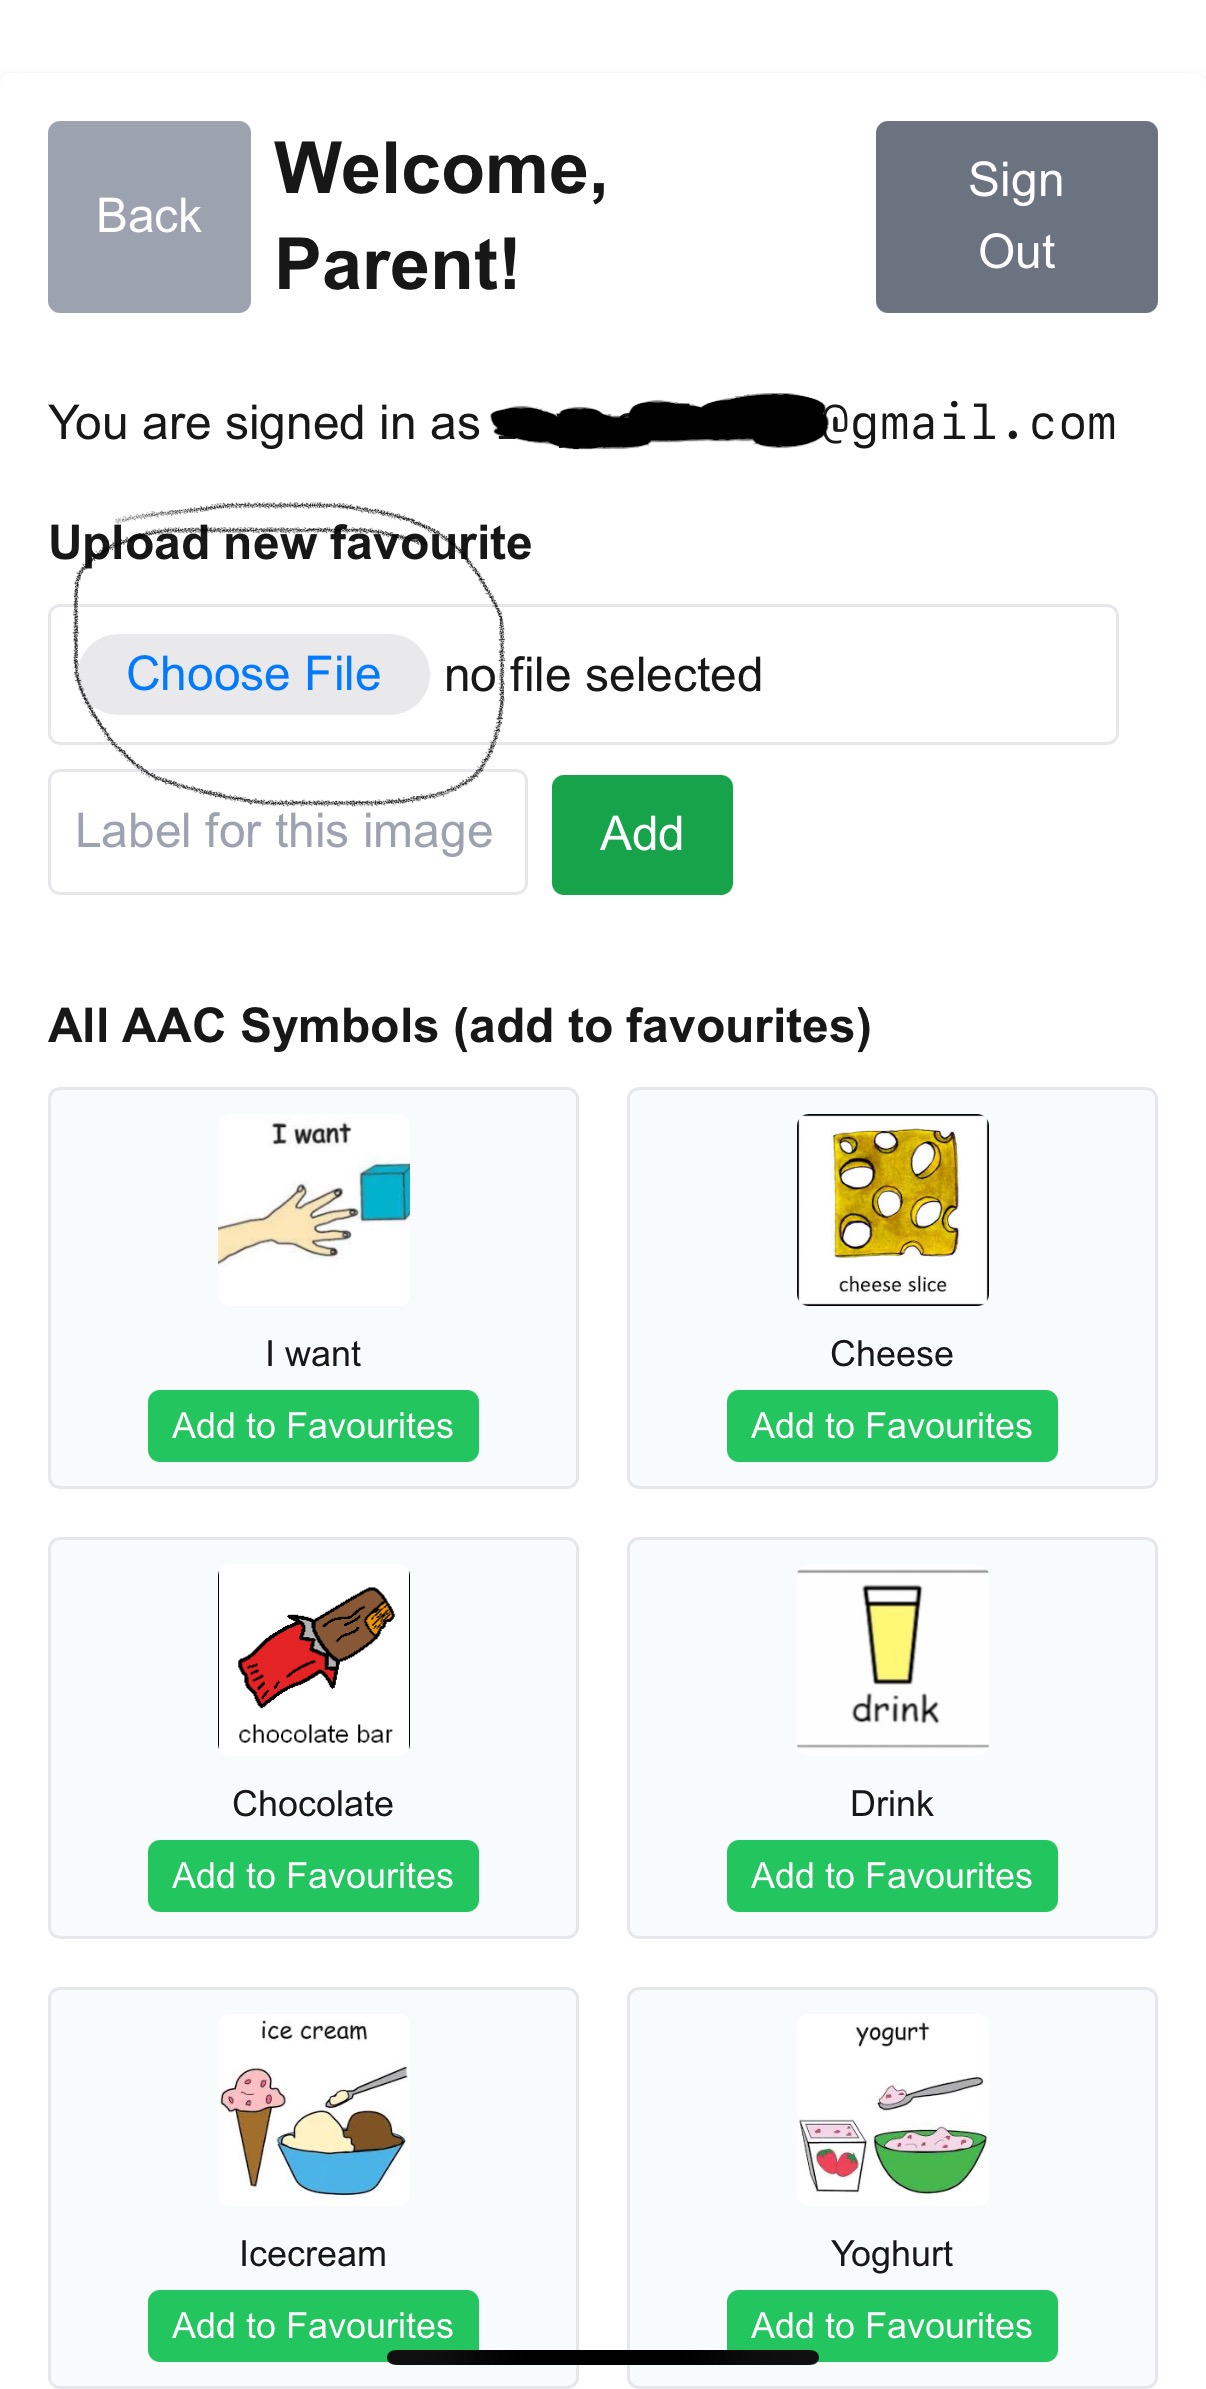 Back
Welcome,
Parent!
Sign
Out
You are signed in as @gmail.com
Upload new favourite
Choose File no file selected
Label for this image
Add
All AAC Symbols (add to favourites)
I want
I want
Add to Favourites
cheese slice
Cheese
Add to Favourites
chocolate bar
Chocolate
Add to Favourites
drink
Drink
Add to Favourites
ice cream
Icecream
Add to Favourites
yogurt
Yoghurt
Add to Favourites